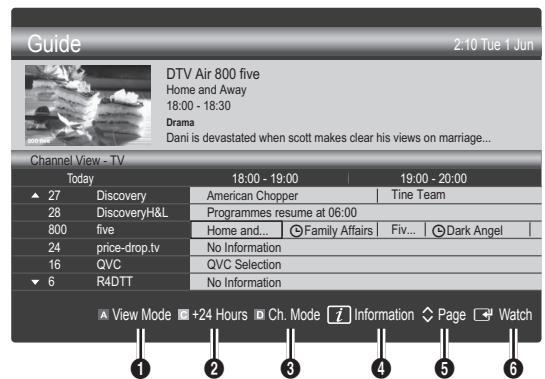 Guide 2:10 Tue 1 Jun
DTV Air 800 five
Home and Away
18:00 - 18:30
Drama
Dani is devastated when scott makes clear his views on marriage...
800 five
Channel View - TV
Today 18:00 - 19:00 19:00 - 20:00
▲ 27 Discovery American Chopper Tine Team
28 DiscoveryH&L Programmes resume at 06:00
800 five Home and... Family Affairs Fiv... Dark Angel
24 price-drop.tv No Information
16 QVC QVC Selection
▼ 6 R4DTT No Information
A View Mode C +24 Hours D Ch. Mode i Information Page Watch
1 2 3 4 5 6